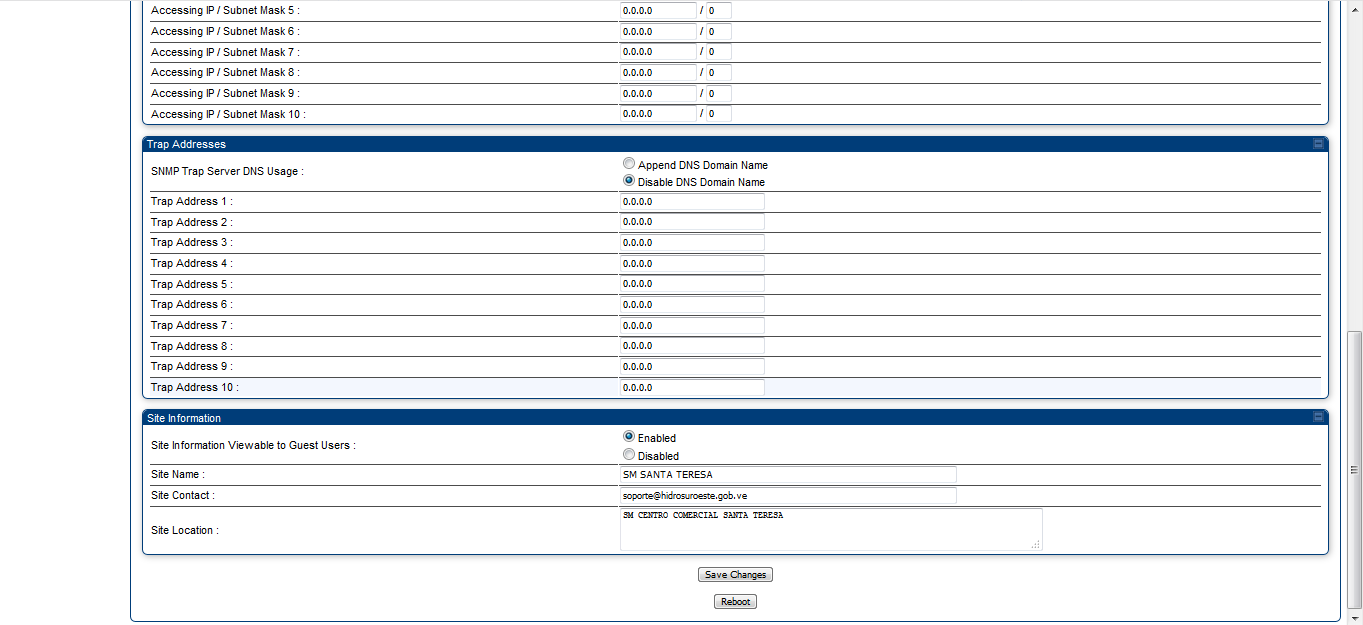 Accessing IP / Subnet Mask 5 : 0.0.0.0 / 0
Accessing IP / Subnet Mask 6 : 0.0.0.0 / 0
Accessing IP / Subnet Mask 7 : 0.0.0.0 / 0
Accessing IP / Subnet Mask 8 : 0.0.0.0 / 0
Accessing IP / Subnet Mask 9 : 0.0.0.0 / 0
Accessing IP / Subnet Mask 10 : 0.0.0.0 / 0
Trap Addresses
SNMP Trap Server DNS Usage :
Append DNS Domain Name
Disable DNS Domain Name
Trap Address 1 : 0.0.0.0
Trap Address 2 : 0.0.0.0
Trap Address 3 : 0.0.0.0
Trap Address 4 : 0.0.0.0
Trap Address 5 : 0.0.0.0
Trap Address 6 : 0.0.0.0
Trap Address 7 : 0.0.0.0
Trap Address 8 : 0.0.0.0
Trap Address 9 : 0.0.0.0
Trap Address 10 : 0.0.0.0
Site Information
Site Information Viewable to Guest Users :
Enabled
Disabled
Site Name : SM SANTA TERESA
Site Contact : soporte@hidrosuroeste.gob.ve
Site Location : SM CENTRO COMERCIAL SANTA TERESA
Save Changes
Reboot